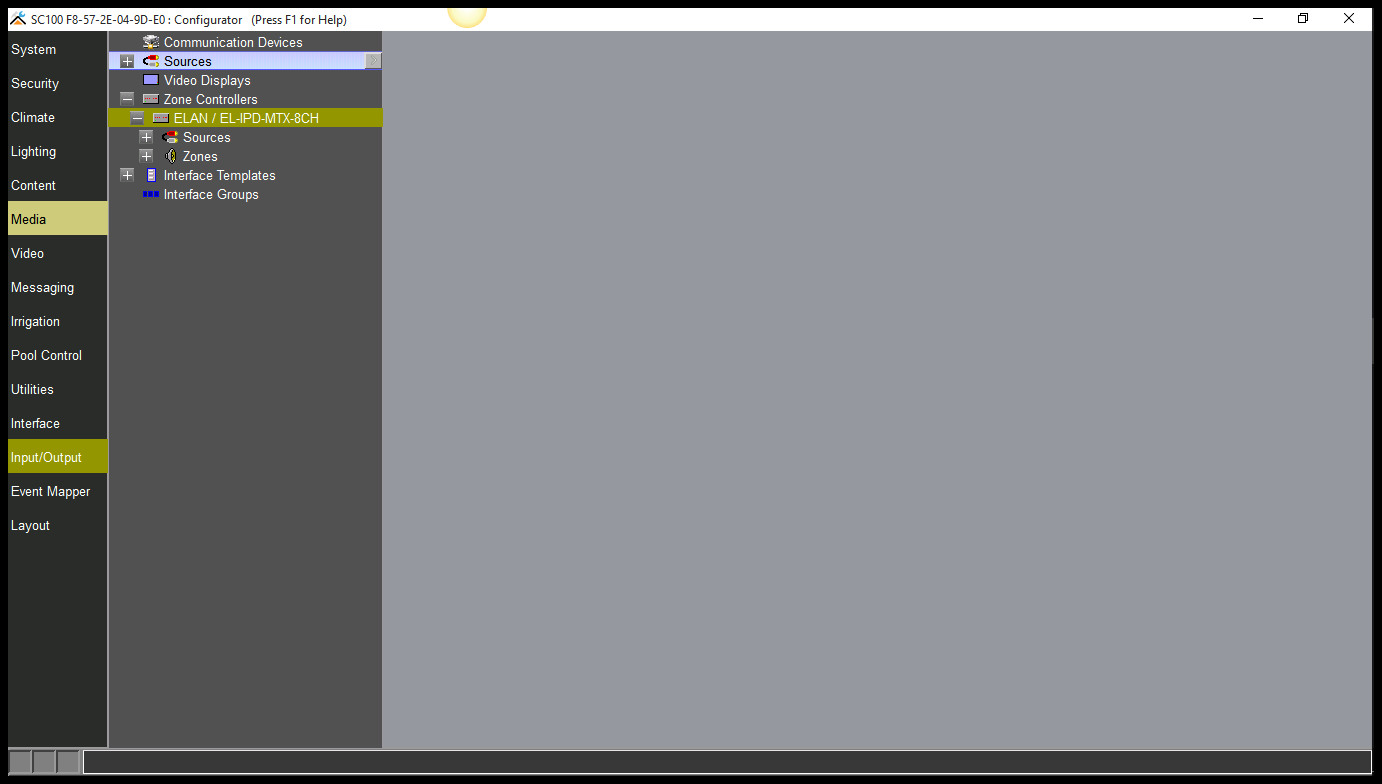 SC100 F8-57-2E-04-9D-E0 : Configurator (Press F1 for Help)
System
Security
Climate
Lighting
Content
Media
Video
Messaging
Irrigation
Pool Control
Utilities
Interface
Input/Output
Event Mapper
Layout
Communication Devices
Sources
Video Displays
Zone Controllers
ELAN / EL-IPD-MTX-8CH
Sources
Zones
Interface Templates
Interface Groups